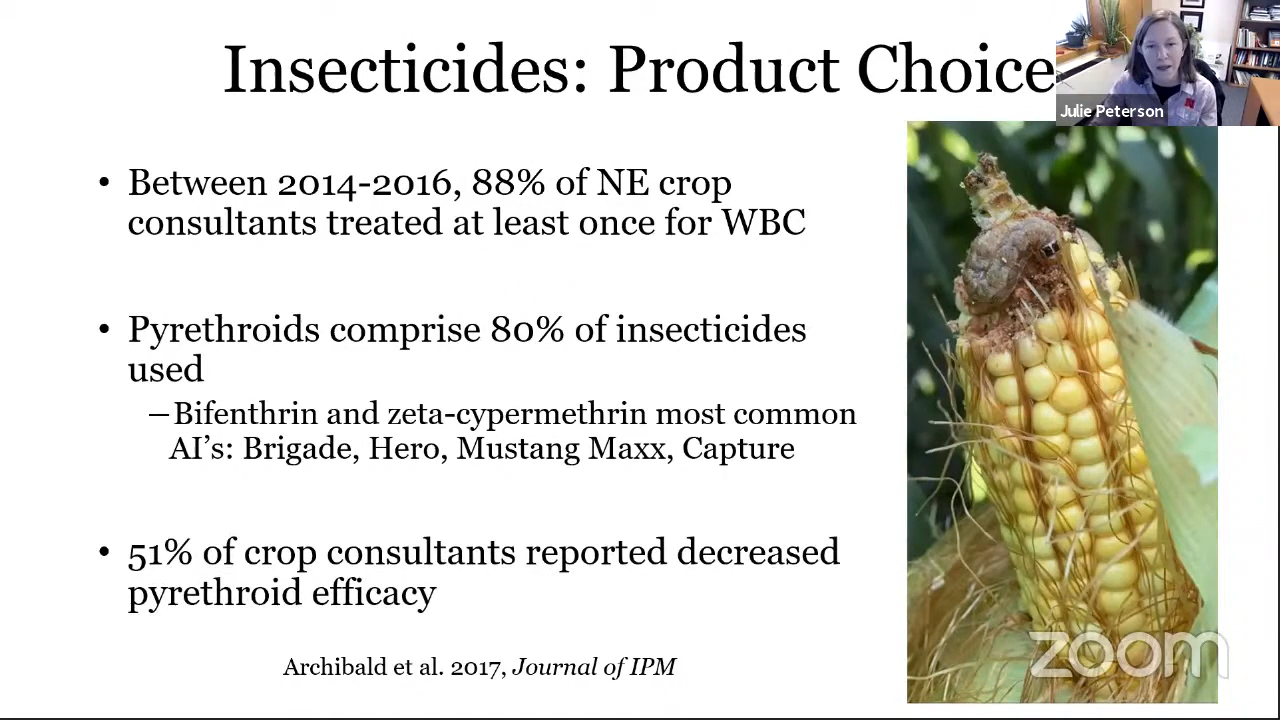 Insecticides: Product Choice
Julie Peterson
• Between 2014-2016, 88% of NE crop
consultants treated at least once for WBC
• Pyrethroids comprise 80% of insecticides
used
–Bifenthrin and zeta-cypermethrin most common
AI’s: Brigade, Hero, Mustang Maxx, Capture
• 51% of crop consultants reported decreased
pyrethroid efficacy
Archibald et al. 2017, Journal of IPM
zoom